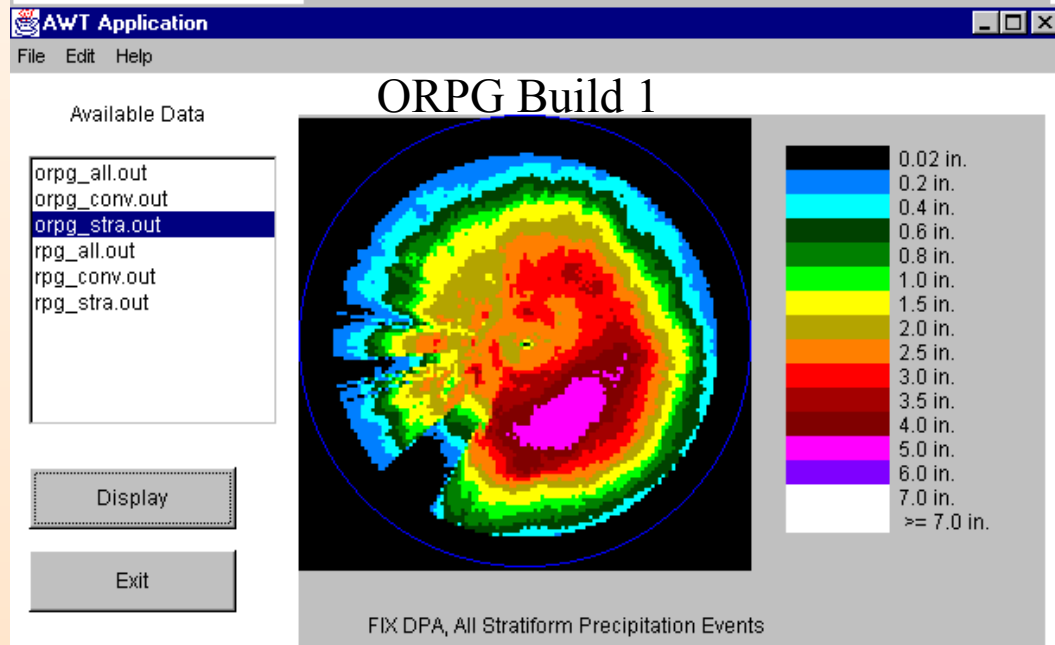 AWT Application
File Edit Help
ORPG Build 1
Available Data
orpg_all.out
orpg_conv.out
orpg_stra.out
rpg_all.out
rpg_conv.out
rpg_stra.out
Display
Exit
0.02 in.
0.2 in.
0.4 in.
0.6 in.
0.8 in.
1.0 in.
1.5 in.
2.0 in.
2.5 in.
3.0 in.
3.5 in.
4.0 in.
5.0 in.
6.0 in.
7.0 in.
>= 7.0 in.
FIX DPA, All Stratiform Precipitation Events